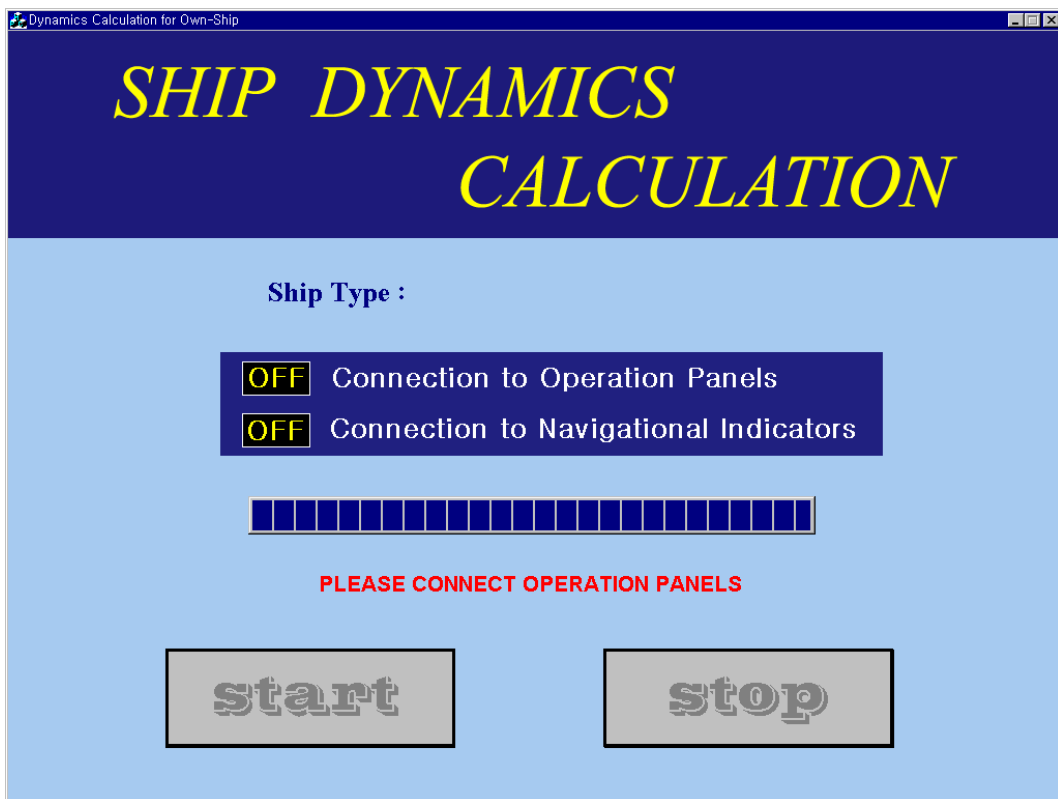 Dynamics Calculation for Own-Ship
SHIP DYNAMICS
CALCULATION
Ship Type :
OFF Connection to Operation Panels
OFF Connection to Navigational Indicators
PLEASE CONNECT OPERATION PANELS
start stop